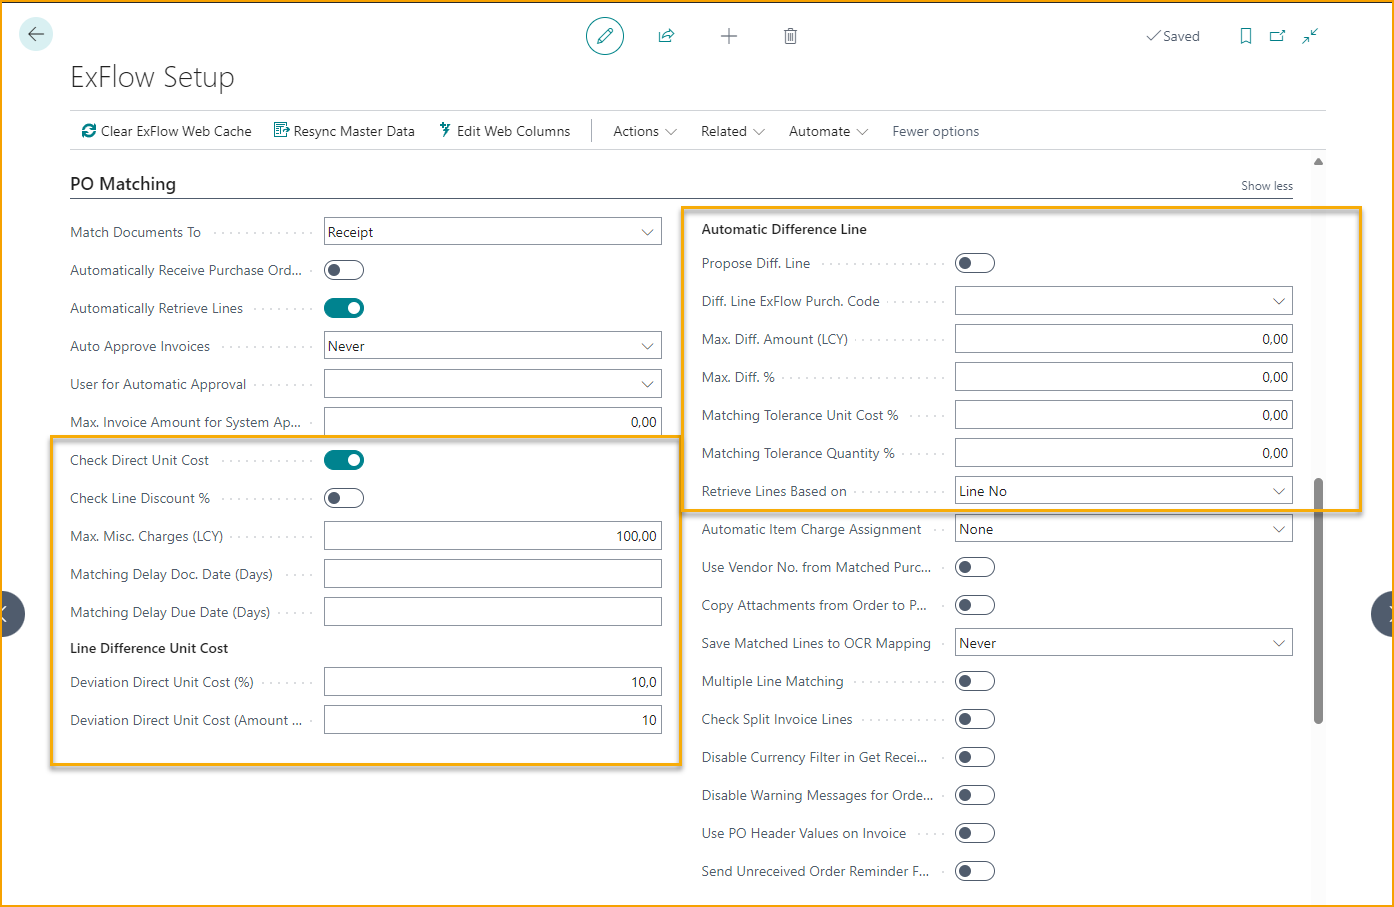 Saved
ExFlow Setup
Clear ExFlow Web Cache Resync Master Data Edit Web Columns Actions Related Automate Fewer options
PO Matching
Show less
Match Documents To Receipt
Automatically Receive Purchase Ord...
Automatically Retrieve Lines
Auto Approve Invoices Never
User for Automatic Approval
Max. Invoice Amount for System Ap... 0,00
Check Direct Unit Cost
Check Line Discount %
Max. Misc. Charges (LCY) 100,00
Matching Delay Doc. Date (Days)
Matching Delay Due Date (Days)
Line Difference Unit Cost
Deviation Direct Unit Cost (%) 10,0
Deviation Direct Unit Cost (Amount ... 10
Automatic Difference Line
Propose Diff. Line
Diff. Line ExFlow Purch. Code
Max. Diff. Amount (LCY) 0,00
Max. Diff. % 0,00
Matching Tolerance Unit Cost % 0,00
Matching Tolerance Quantity % 0,00
Retrieve Lines Based on Line No
Automatic Item Charge Assignment None
Use Vendor No. from Matched Purc...
Copy Attachments from Order to P...
Save Matched Lines to OCR Mapping Never
Multiple Line Matching
Check Split Invoice Lines
Disable Currency Filter in Get Recei...
Disable Warning Messages for Orde...
Use PO Header Values on Invoice
Send Unreceived Order Reminder F...